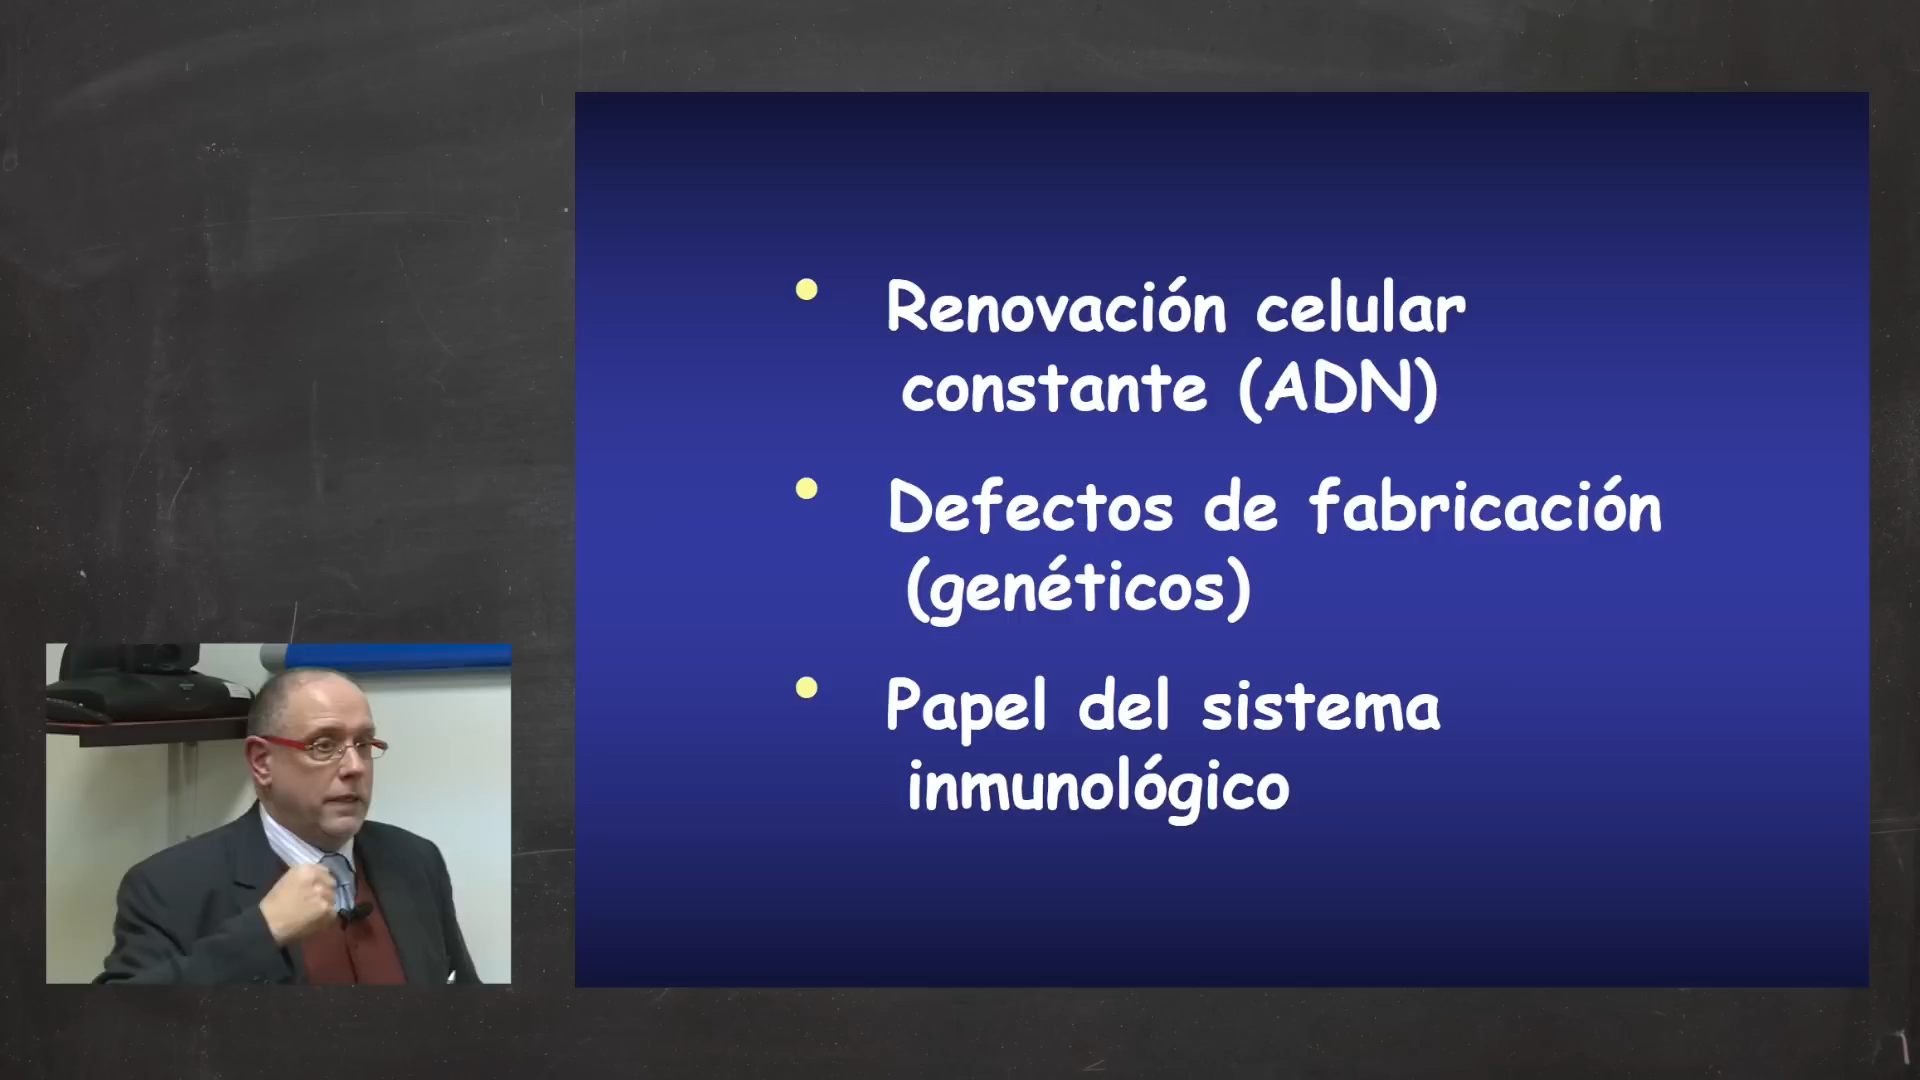 Renovación celular
constante (ADN)
Defectos de fabricación
(genéticos)
Papel del sistema
inmunológico